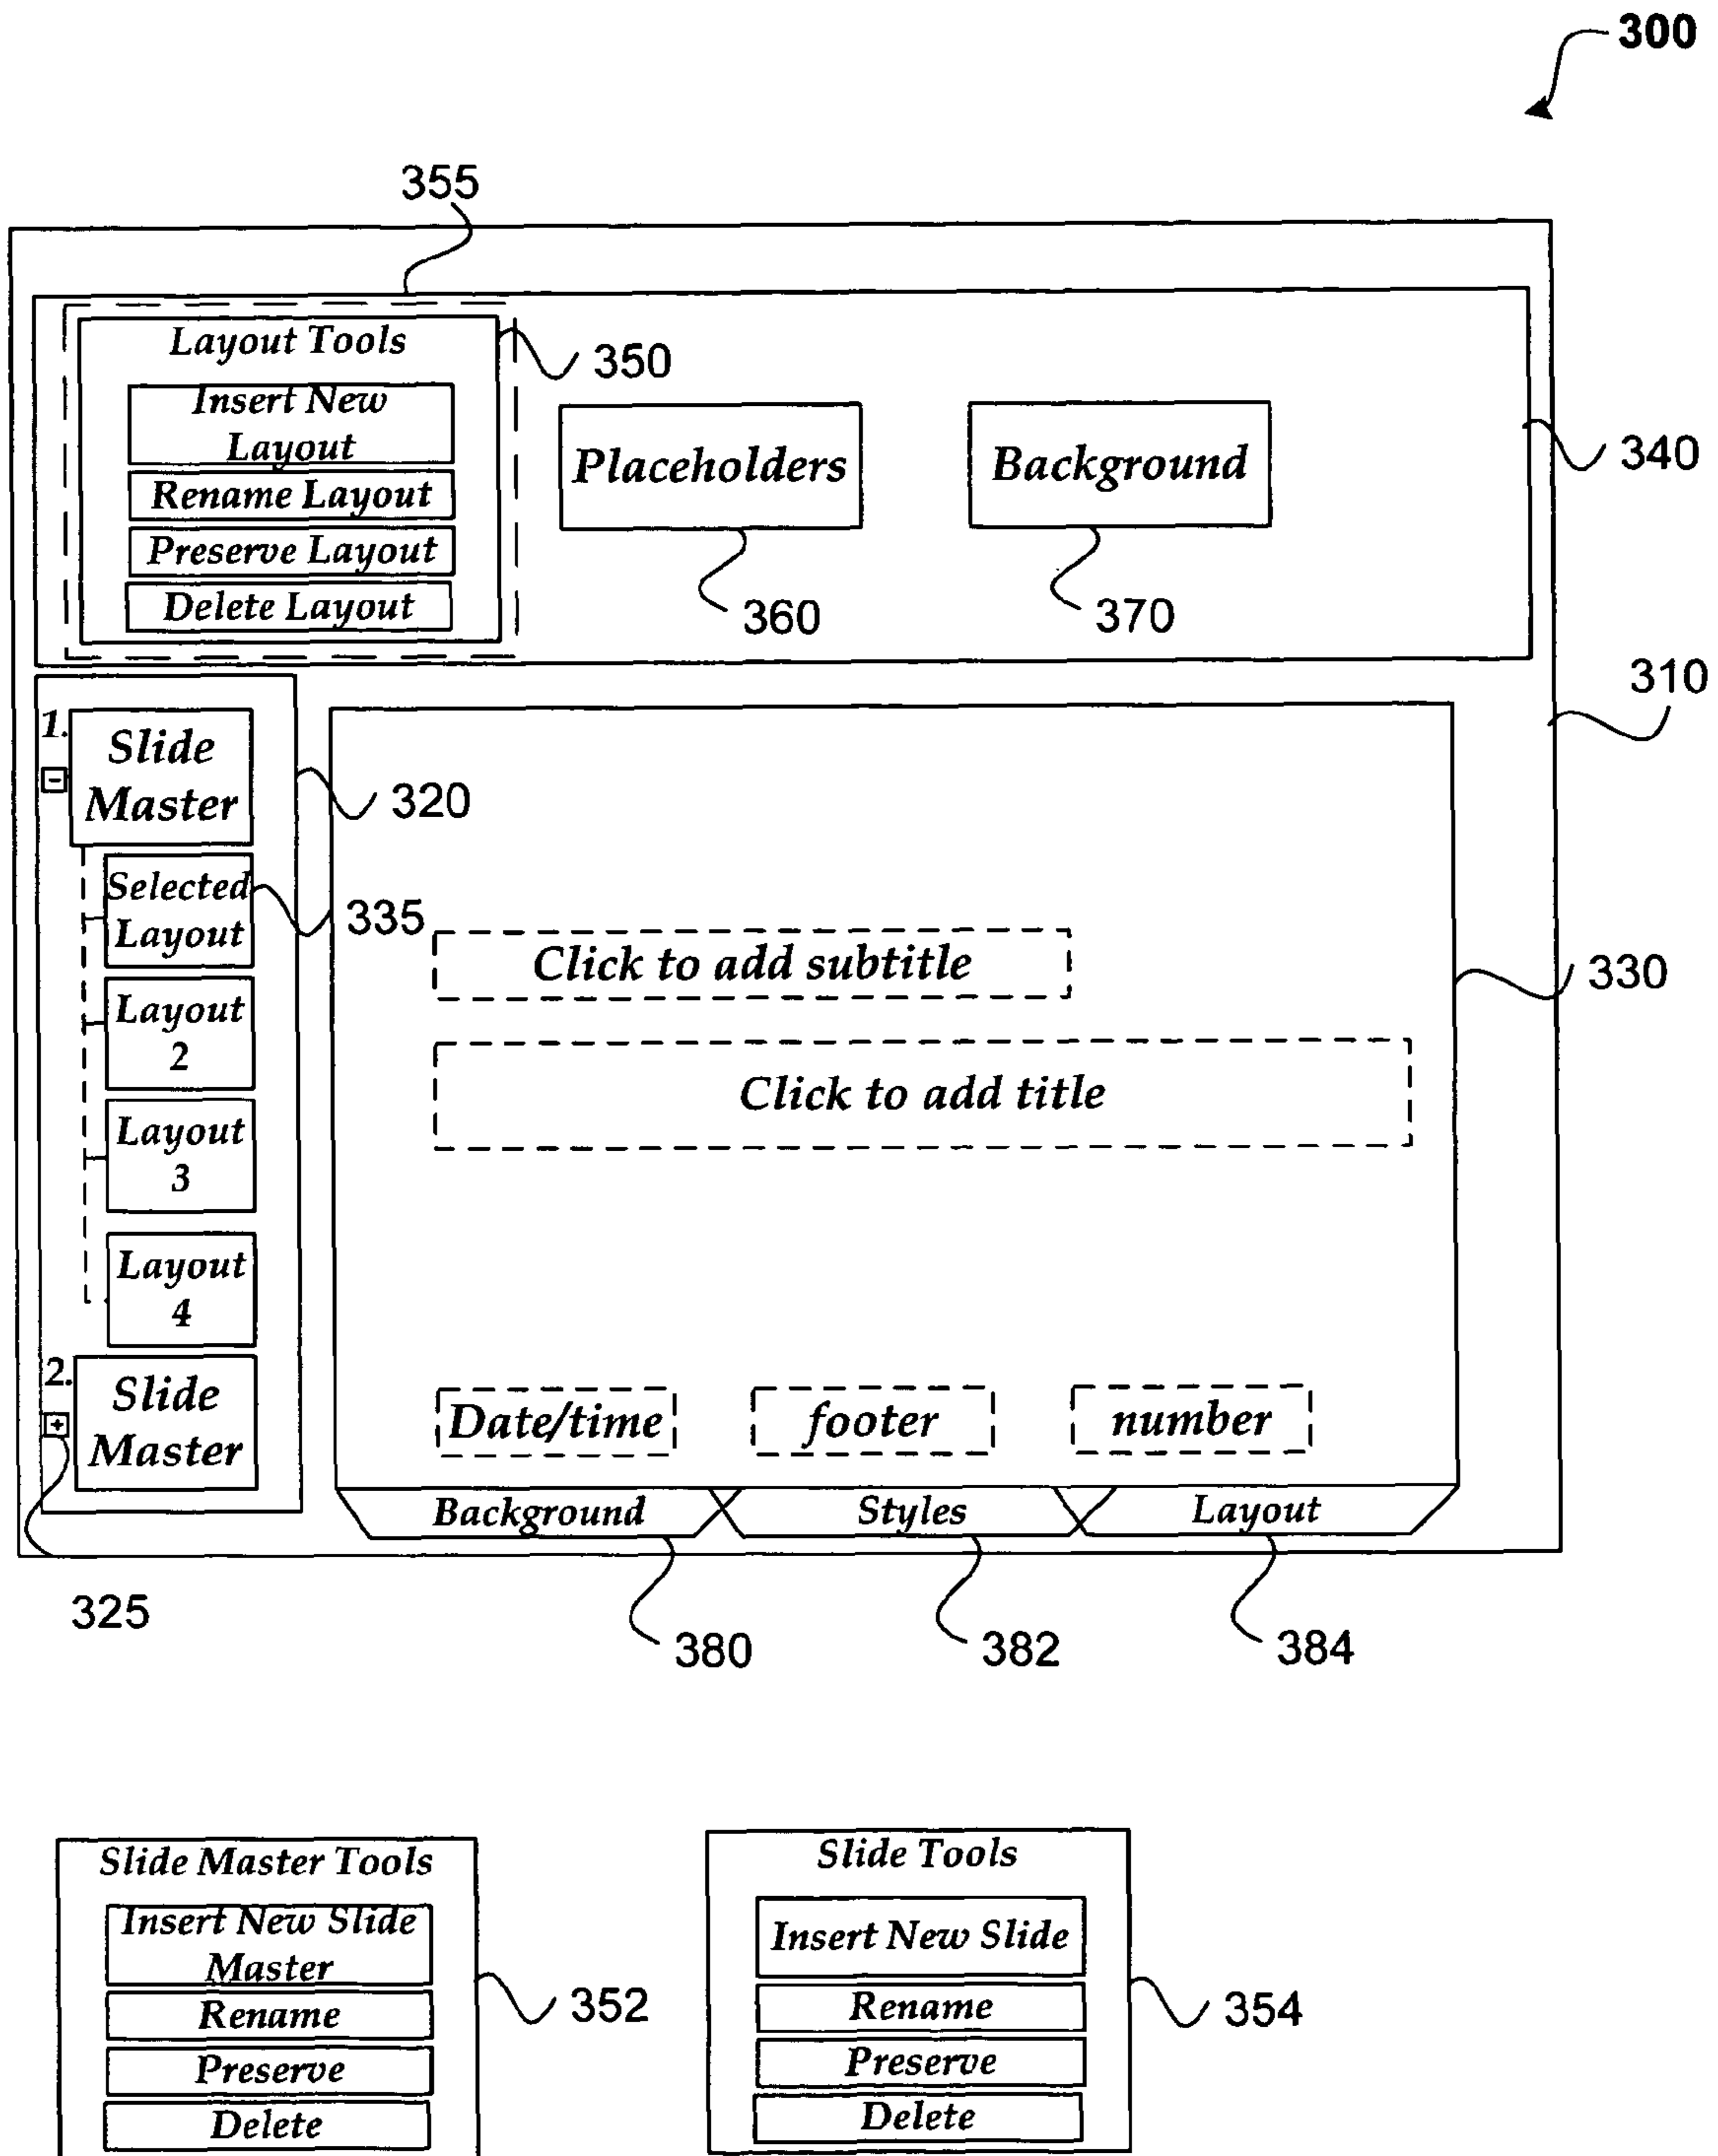 300
355
Layout Tools
Insert New
Layout
Rename Layout
Preserve Layout
Delete Layout
350
Placeholders
360
Background
370
340
310
1.
Slide
Master
320
Selected
Layout
335
Layout
2
Layout
3
Layout
4
2.
Slide
Master
325
Click to add subtitle
Click to add title
330
Date/time
footer
number
Background
Styles
Layout
380
382
384
Slide Master Tools
Insert New Slide
Master
Rename
Preserve
Delete
352
Slide Tools
Insert New Slide
Rename
Preserve
Delete
354